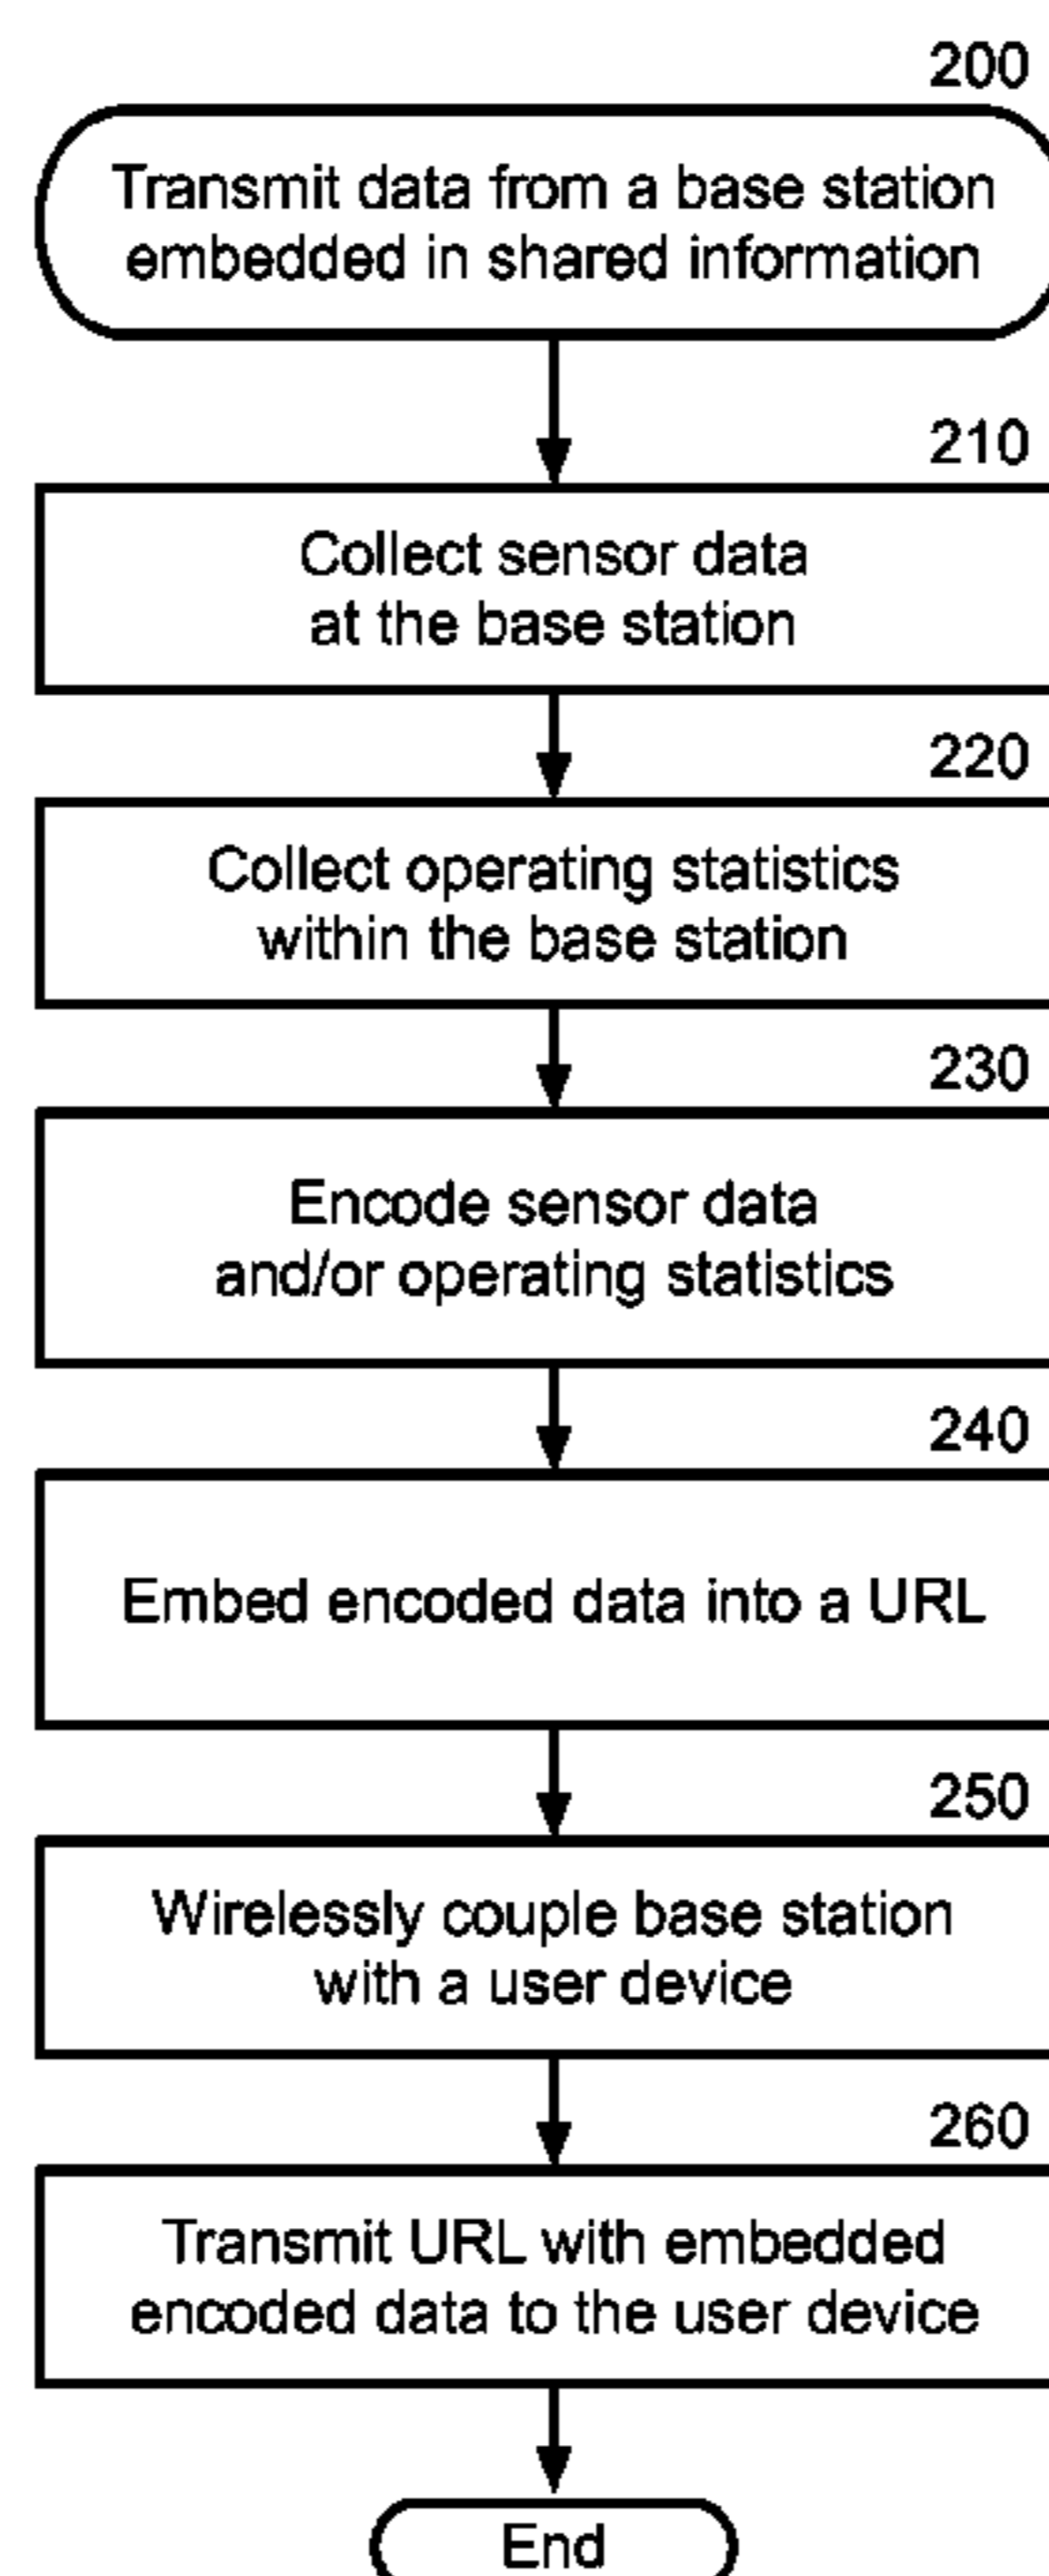 200
Transmit data from a base station
embedded in shared information
210
Collect sensor data
at the base station
220
Collect operating statistics
within the base station
230
Encode sensor data
and/or operating statistics
240
Embed encoded data into a URL
250
Wirelessly couple base station
with a user device
260
Transmit URL with embedded
encoded data to the user device
End